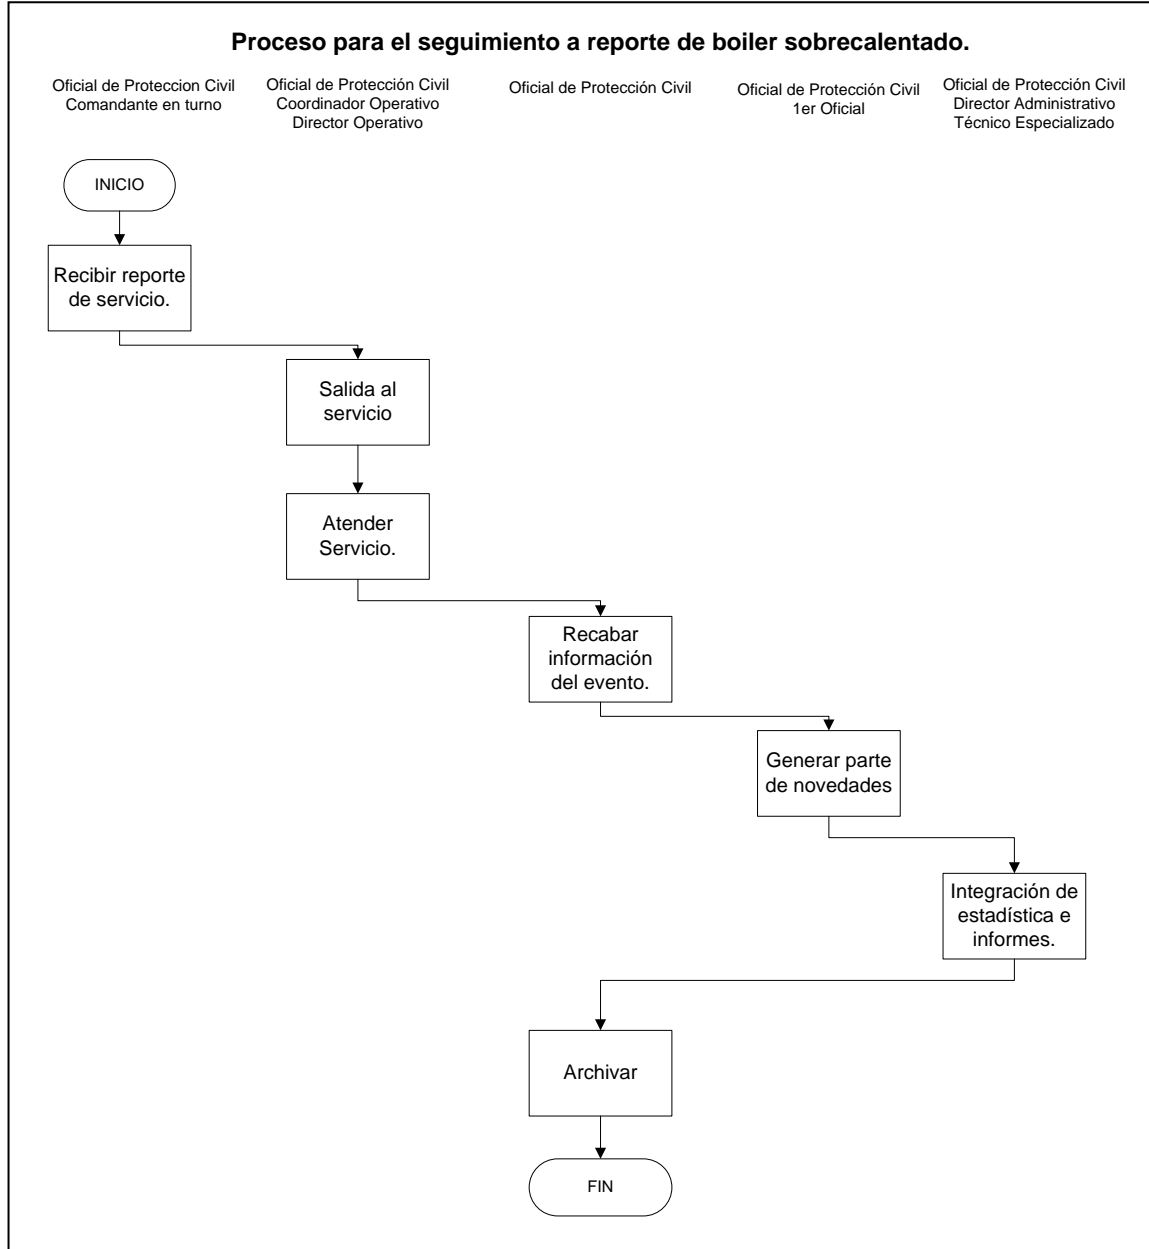 Proceso para el seguimiento a reporte de boiler sobrecalentado.
Oficial de Proteccion Civil
Comandante en turno
Oficial de Protección Civil
Coordinador Operativo
Director Operativo
Oficial de Protección Civil
Oficial de Protección Civil
1er Oficial
Oficial de Protección Civil
Director Administrativo
Técnico Especializado
INICIO
Recibir reporte
de servicio.
Salida al
servicio
Atender
Servicio.
Recabar
información
del evento.
Generar parte
de novedades
Integración de
estadística e
informes.
Archivar
FIN